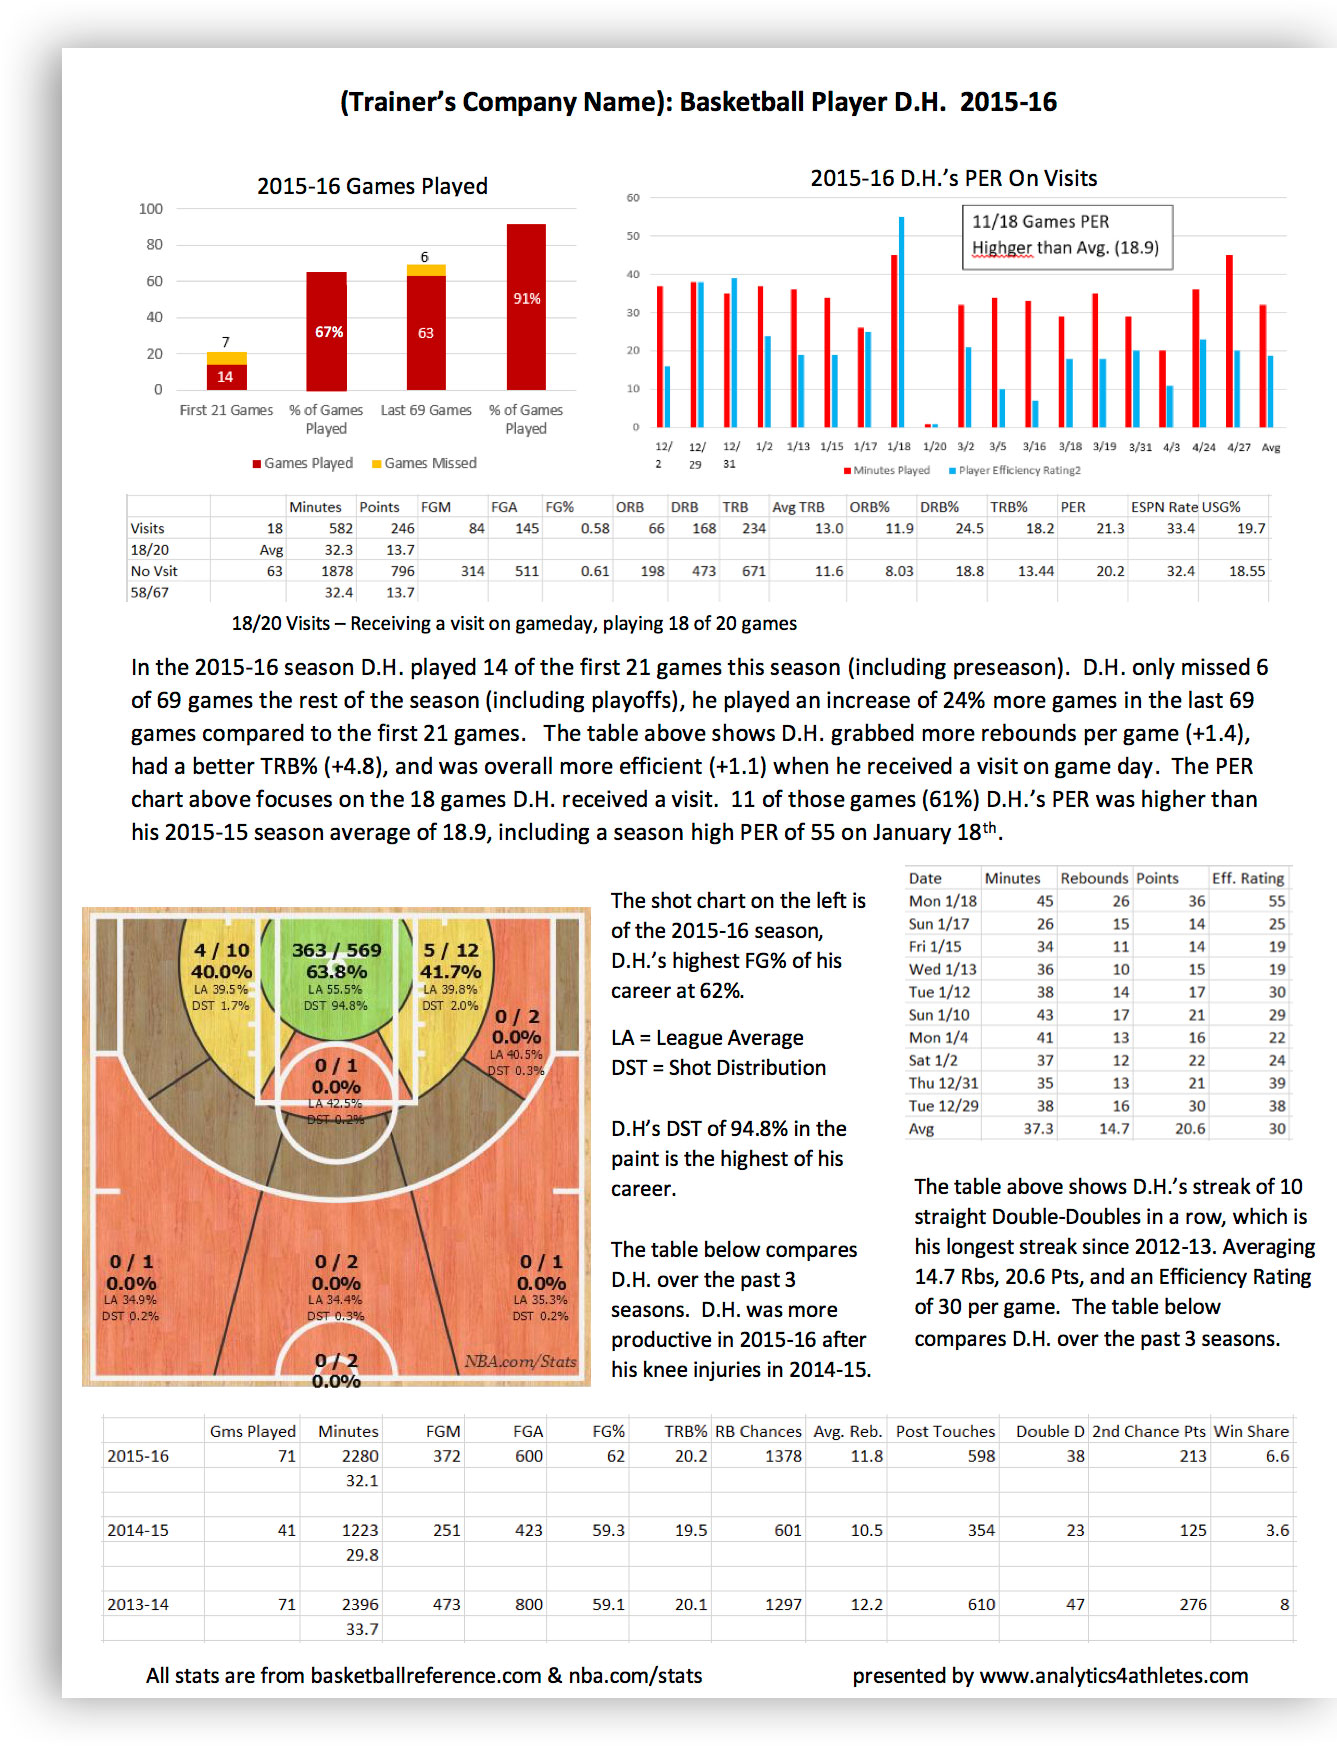 (Trainer's Company Name): Basketball Player D.H.  2015-16
2015-16 Games Played
100
80
60
40
20
0
7
14
67%
6
63
91%
First 21 Games
% of Games Played
Last 69 Games
% of Games Played
Games Played
Games Missed
2015-16 D.H.'s PER On Visits
60
50
40
30
20
10
0
11/18 Games PER
Highger than Avg. (18.9)
12/2 12/29 12/31 1/2 1/13 1/15 1/17 1/18 1/20 3/2 3/5 3/16 3/18 3/19 3/31 4/3 4/24 4/27 Avg
Minutes Played
Player Efficiency Rating2
Minutes Points FGM FGA FG% ORB DRB TRB Avg TRB ORB% DRB% TRB% PER ESPN Rate USG%
Visits 18 582 246 84 145 0.58 66 168 234 13.0 11.9 24.5 18.2 21.3 33.4 19.7
18/20 Avg 32.3 13.7
No Vsit 63 1878 796 314 511 0.61 198 473 671 11.6 8.03 18.8 13.44 20.2 32.4 18.55
58/67 32.4 13.7
18/20 Visits – Receiving a visit on gameday, playing 18 of 20 games
In the 2015-16 season D.H. played 14 of the first 21 games this season (including preseason).  D.H. only missed 6
of 69 games the rest of the season (including playoffs), he played an increase of 24% more games in the last 69
games compared to the first 21 games.   The table above shows D.H. grabbed more rebounds per game (+1.4),
had a better TRB% (+4.8), and was overall more efficient (+1.1) when he received a visit on game day.  The PER
chart above focuses on the 18 games D.H. received a visit.  11 of those games (61%) D.H.'s PER was higher than
his 2015-15 season average of 18.9, including a season high PER of 55 on January 18th.
4 / 10
40.0%
LA 39.5%
DST 1.7%
363 / 569
63.8%
LA 55.5%
DST 94.8%
5 / 12
41.7%
LA 39.8%
DST 2.0%
0 / 2
0.0%
LA 40.5%
DST 0.3%
0 / 1
0.0%
LA 42.5%
DST 0.2%
0 / 1
0.0%
LA 34.9%
DST 0.2%
0 / 2
0.0%
LA 34.4%
DST 0.3%
0 / 1
0.0%
LA 35.3%
DST 0.2%
0 / 2
0.0%
NBA.com/Stats
The shot chart on the left is
of the 2015-16 season,
D.H.'s highest FG% of his
career at 62%.
LA = League Average
DST = Shot Distribution
D.H's DST of 94.8% in the
paint is the highest of his
career.
The table below compares
D.H. over the past 3
seasons.  D.H. was more
productive in 2015-16 after
his knee injuries in 2014-15.
Date Minutes Rebounds Points Eff. Rating
Mon 1/18 45 26 36 55
Sun 1/17 26 15 14 25
Fri 1/15 34 11 14 19
Wed 1/13 36 10 15 19
Tue 1/12 38 14 17 30
Sun 1/10 43 17 21 29
Mon 1/4 41 13 16 22
Sat 1/2 37 12 22 24
Thu 12/31 35 13 21 39
Tue 12/29 38 16 30 38
Avg 37.3 14.7 20.6 30
The table above shows D.H.'s streak of 10
straight Double-Doubles in a row, which is
his longest streak since 2012-13. Averaging
14.7 Rbs, 20.6 Pts, and an Efficiency Rating
of 30 per game.  The table below
compares D.H. over the past 3 seasons.
Gms Played Minutes FGM FGA FG% TRB% RB Chances Avg. Reb. Post Touches Double D 2nd Chance Pts Win Share
2015-16 71 2280 372 600 62 20.2 1378 11.8 598 38 213 6.6
32.1
2014-15 41 1223 251 423 59.3 19.5 601 10.5 354 23 125 3.6
29.8
2013-14 71 2396 473 800 59.1 20.1 1297 12.2 610 47 276 8
33.7
All stats are from basketballreference.com & nba.com/stats
presented by www.analytics4athletes.com